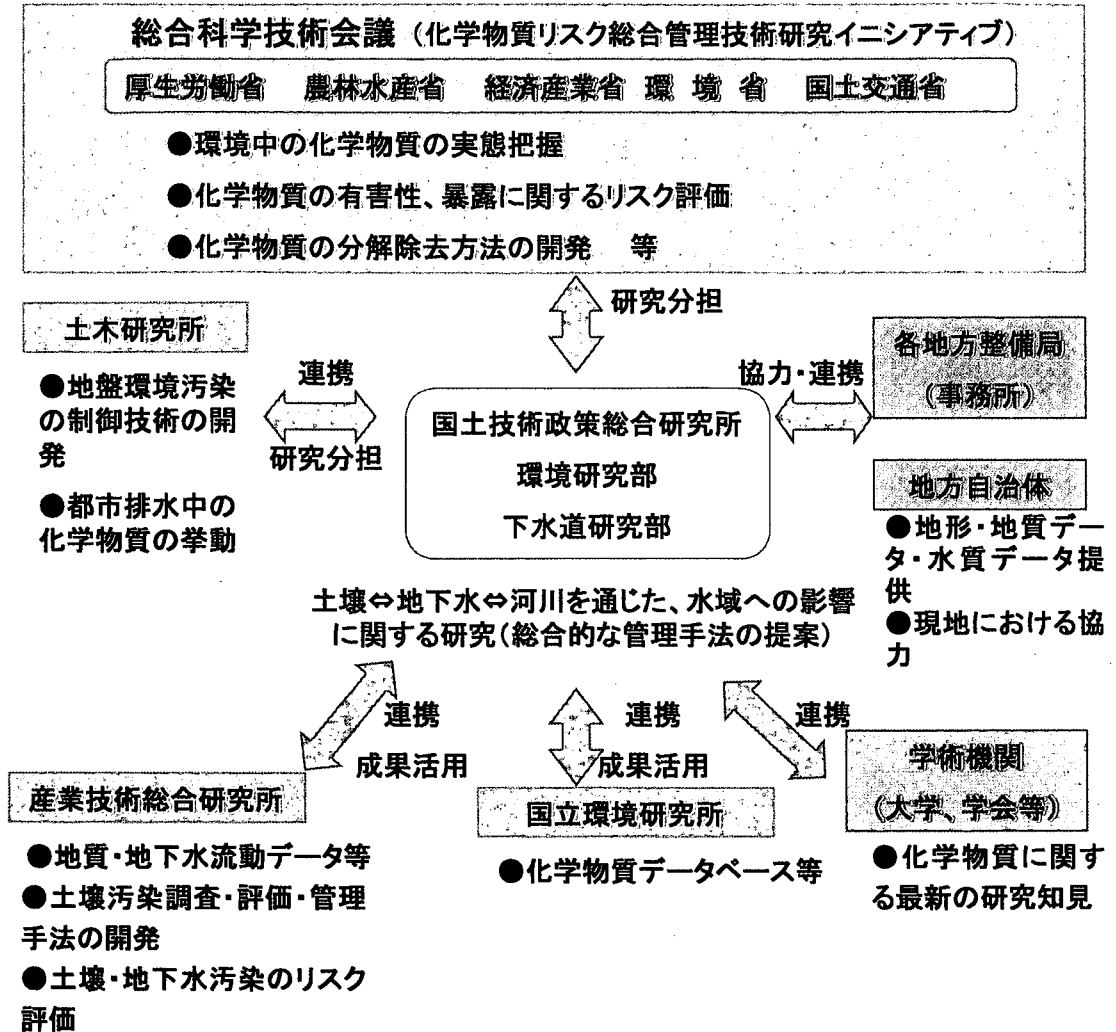 総合科学技術会議（化学物質リスク総合管理技術研究イニシアティブ）
厚生労働省　農林水産省　経済産業省 環 境 省　国土交通省
●環境中の化学物質の実態把握
●化学物質の有害性、暴露に関するリスク評価
●化学物質の分解除去方法の開発　等
研究分担
土木研究所
●地盤環境汚染
の制御技術の開
発
●都市排水中の
化学物質の挙動
連携
研究分担
国土技術政策総合研究所
環境研究部
下水道研究部
協力・連携
各地方整備局
（事務所）
地方自治体
●地形・地質デー
タ・水質データ提
供
●現地における協
力
土壌⇔地下水⇔河川を通じた、水域への影響
に関する研究（総合的な管理手法の提案）
連携
成果活用
連携
成果活用
連携
産業技術総合研究所
●地質・地下水流動データ等
●土壌汚染調査・評価・管理
手法の開発
●土壌・地下水汚染のリスク
評価
国立環境研究所
●化学物質データベース等
学術機関
（大学、学会等）
●化学物質に関す
る最新の研究知見